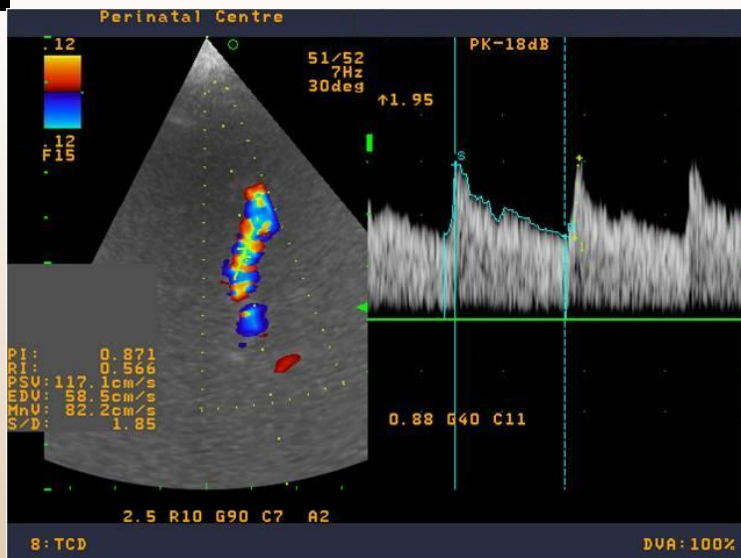 Perinatal Centre
.12
.12
F15
51/52
7Hz
30deg
PK-18dB
↑1.95
S
PI: 0.871
RI: 0.566
PSV: 117.1cm/s
EDV: 58.5cm/s
MnV: 82.2cm/s
S/D: 1.85
0.88 G40 C11
2.5 R10 G90 C7 A2
8:TCD
DVA:100%